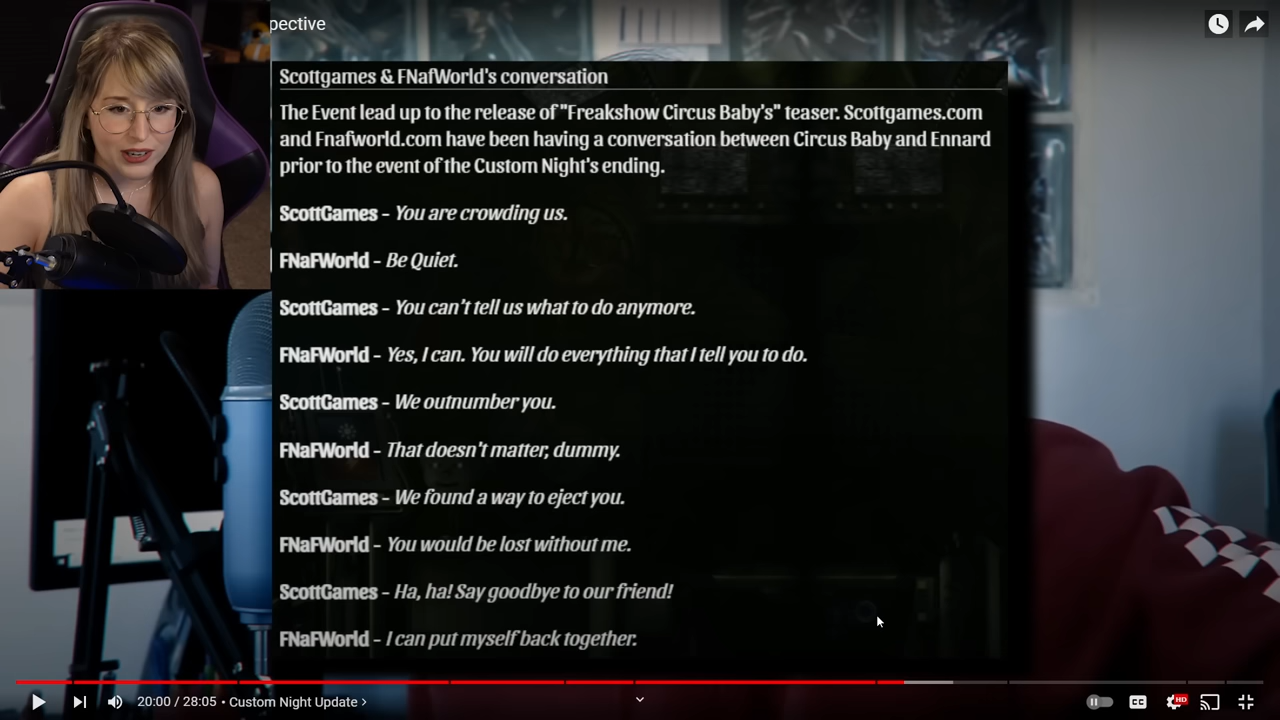 pective
Scottgames & FNafWorld's conversation
The Event lead up to the release of "Freakshow Circus Baby's" teaser. Scottgames.com
and Fnafworld.com have been having a conversation between Circus Baby and Ennard
prior to the event of the Custom Night's ending.
ScottGames - You are crowding us.
FNaFWorld - Be Quiet.
ScottGames - You can't tell us what to do anymore.
FNaFWorld - Yes, I can. You will do everything that I tell you to do.
ScottGames - We outnumber you.
FNaFWorld - That doesn't matter, dummy.
ScottGames - We found a way to eject you.
FNaFWorld - You would be lost without me.
ScottGames - Ha, ha! Say goodbye to our friend!
FNaFWorld - I can put myself back together.
20:00 / 28:05 • Custom Night Update >
CC
HD